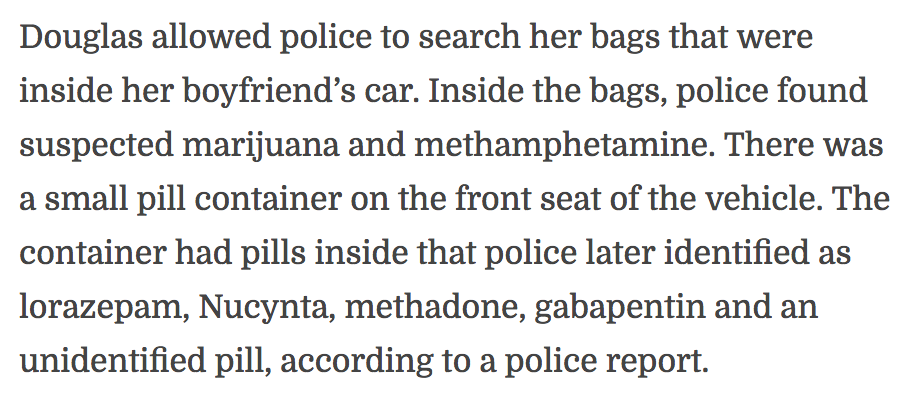 Douglas allowed police to search her bags that were
inside her boyfriend’s car. Inside the bags, police found
suspected marijuana and methamphetamine. There was
a small pill container on the front seat of the vehicle. The
container had pills inside that police later identified as
lorazepam, Nucynta, methadone, gabapentin and an
unidentified pill, according to a police report.